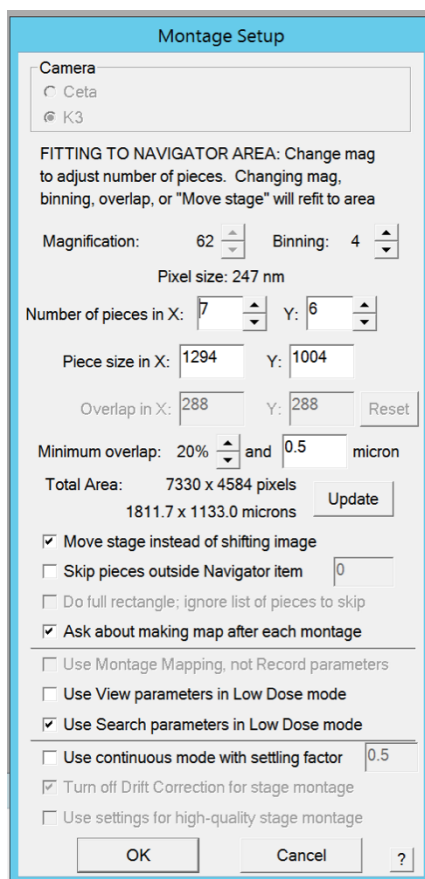 Montage Setup
Camera
Ceta
K3
FITTING TO NAVIGATOR AREA: Change mag
to adjust number of pieces. Changing mag,
binning, overlap, or "Move stage" will refit to area
Magnification: 62 Binning: 4
Pixel size: 247 nm
Number of pieces in X: 7 Y: 6
Piece size in X: 1294 Y: 1004
Overlap in X: 288 Y: 288 Reset
Minimum overlap: 20% and 0.5 micron
Total Area: 7330 x 4584 pixels
1811.7 x 1133.0 microns Update
Move stage instead of shifting image
Skip pieces outside Navigator item 0
Do full rectangle; ignore list of pieces to skip
Ask about making map after each montage
Use Montage Mapping, not Record parameters
Use View parameters in Low Dose mode
Use Search parameters in Low Dose mode
Use continuous mode with settling factor 0.5
Turn off Drift Correction for stage montage
Use settings for high-quality stage montage
OK Cancel ?